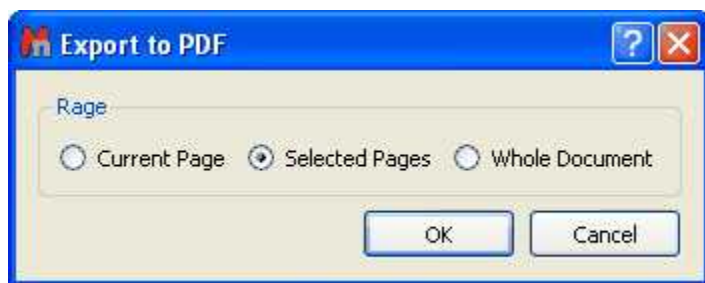 Export to PDF
Rage
Current Page Selected Pages Whole Document
OK Cancel